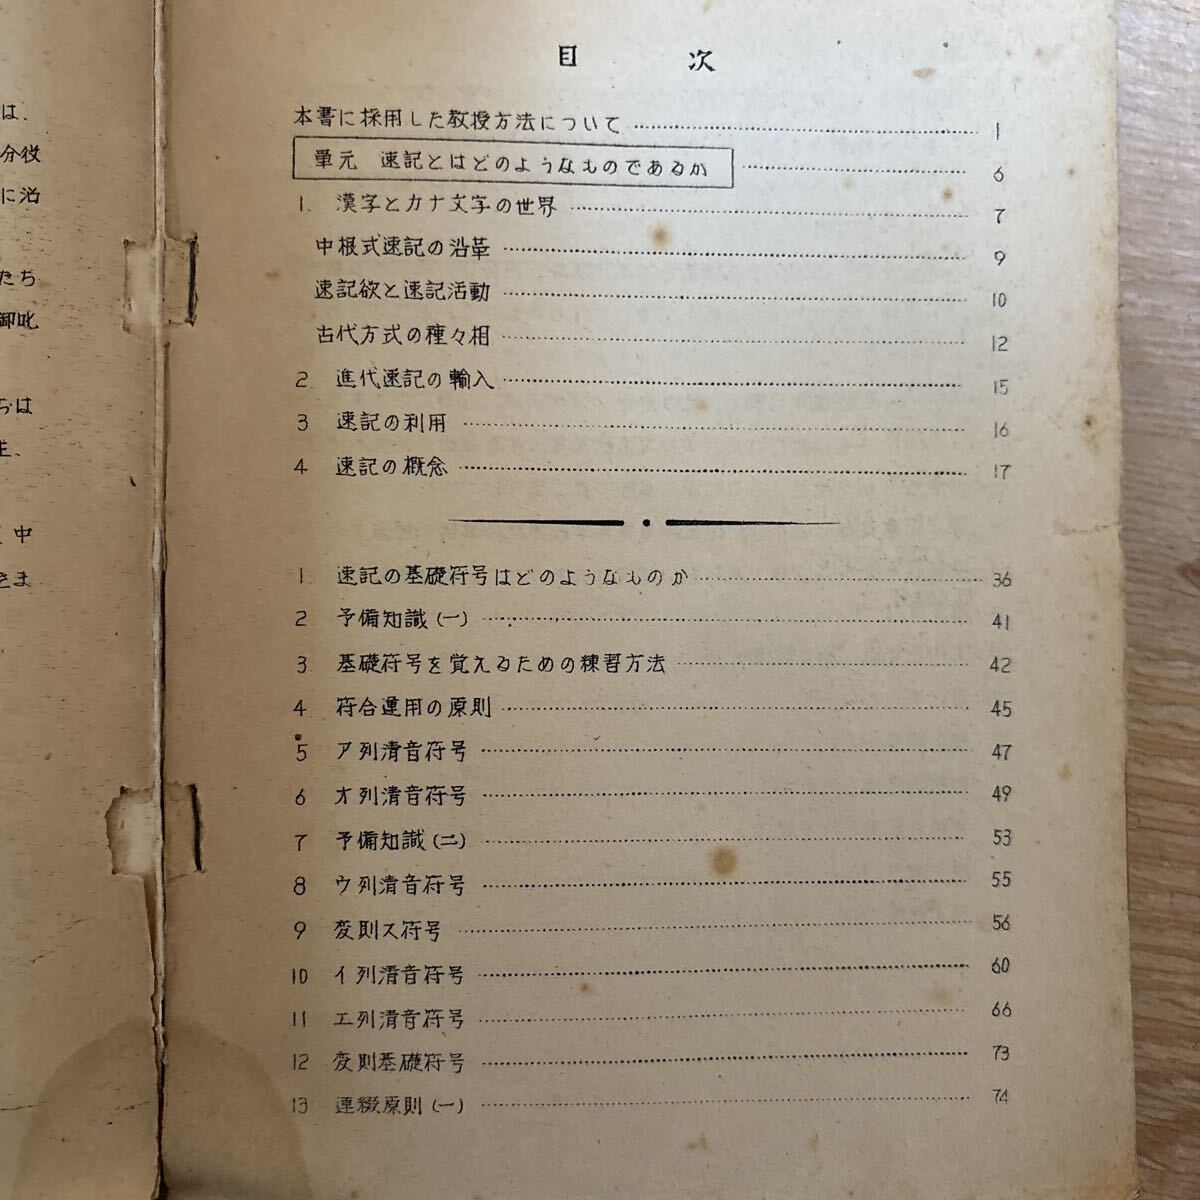 は、
分役
に沿
たち
御叱
ちは
主、
中
きま
目 次
本書に採用した教授方法について 1
単元 速記とはどのようなものであるか 6
1. 漢字とカナ文字の世界 7
中根式速記の沿革 9
速記欲と速記活動 10
古代方式の種々相 12
2. 進代速記の輸入 15
3 速記の利用 16
4 速記の概念 17
1 速記の基礎符号はどのようなものか 36
2 予備知識(一) 41
3 基礎符号を覚えるための練習方法 42
4 符合運用の原則 45
5 ア列清音符号 47
6 オ列清音符号 49
7 予備知識(二) 53
8 ウ列清音符号 55
9 変則ス符号 56
10 イ列清音符号 60
11 エ列清音符号 66
12 変則基礎符号 73
13 連綴原則(一) 74